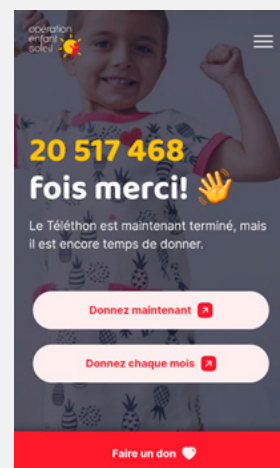 opération
enfant
soleil
20 517 468
fois merci! 👋
Le Téléthon est maintenant terminé, mais
il est encore temps de donner.
Donnez maintenant
Donnez chaque mois
Faire un don